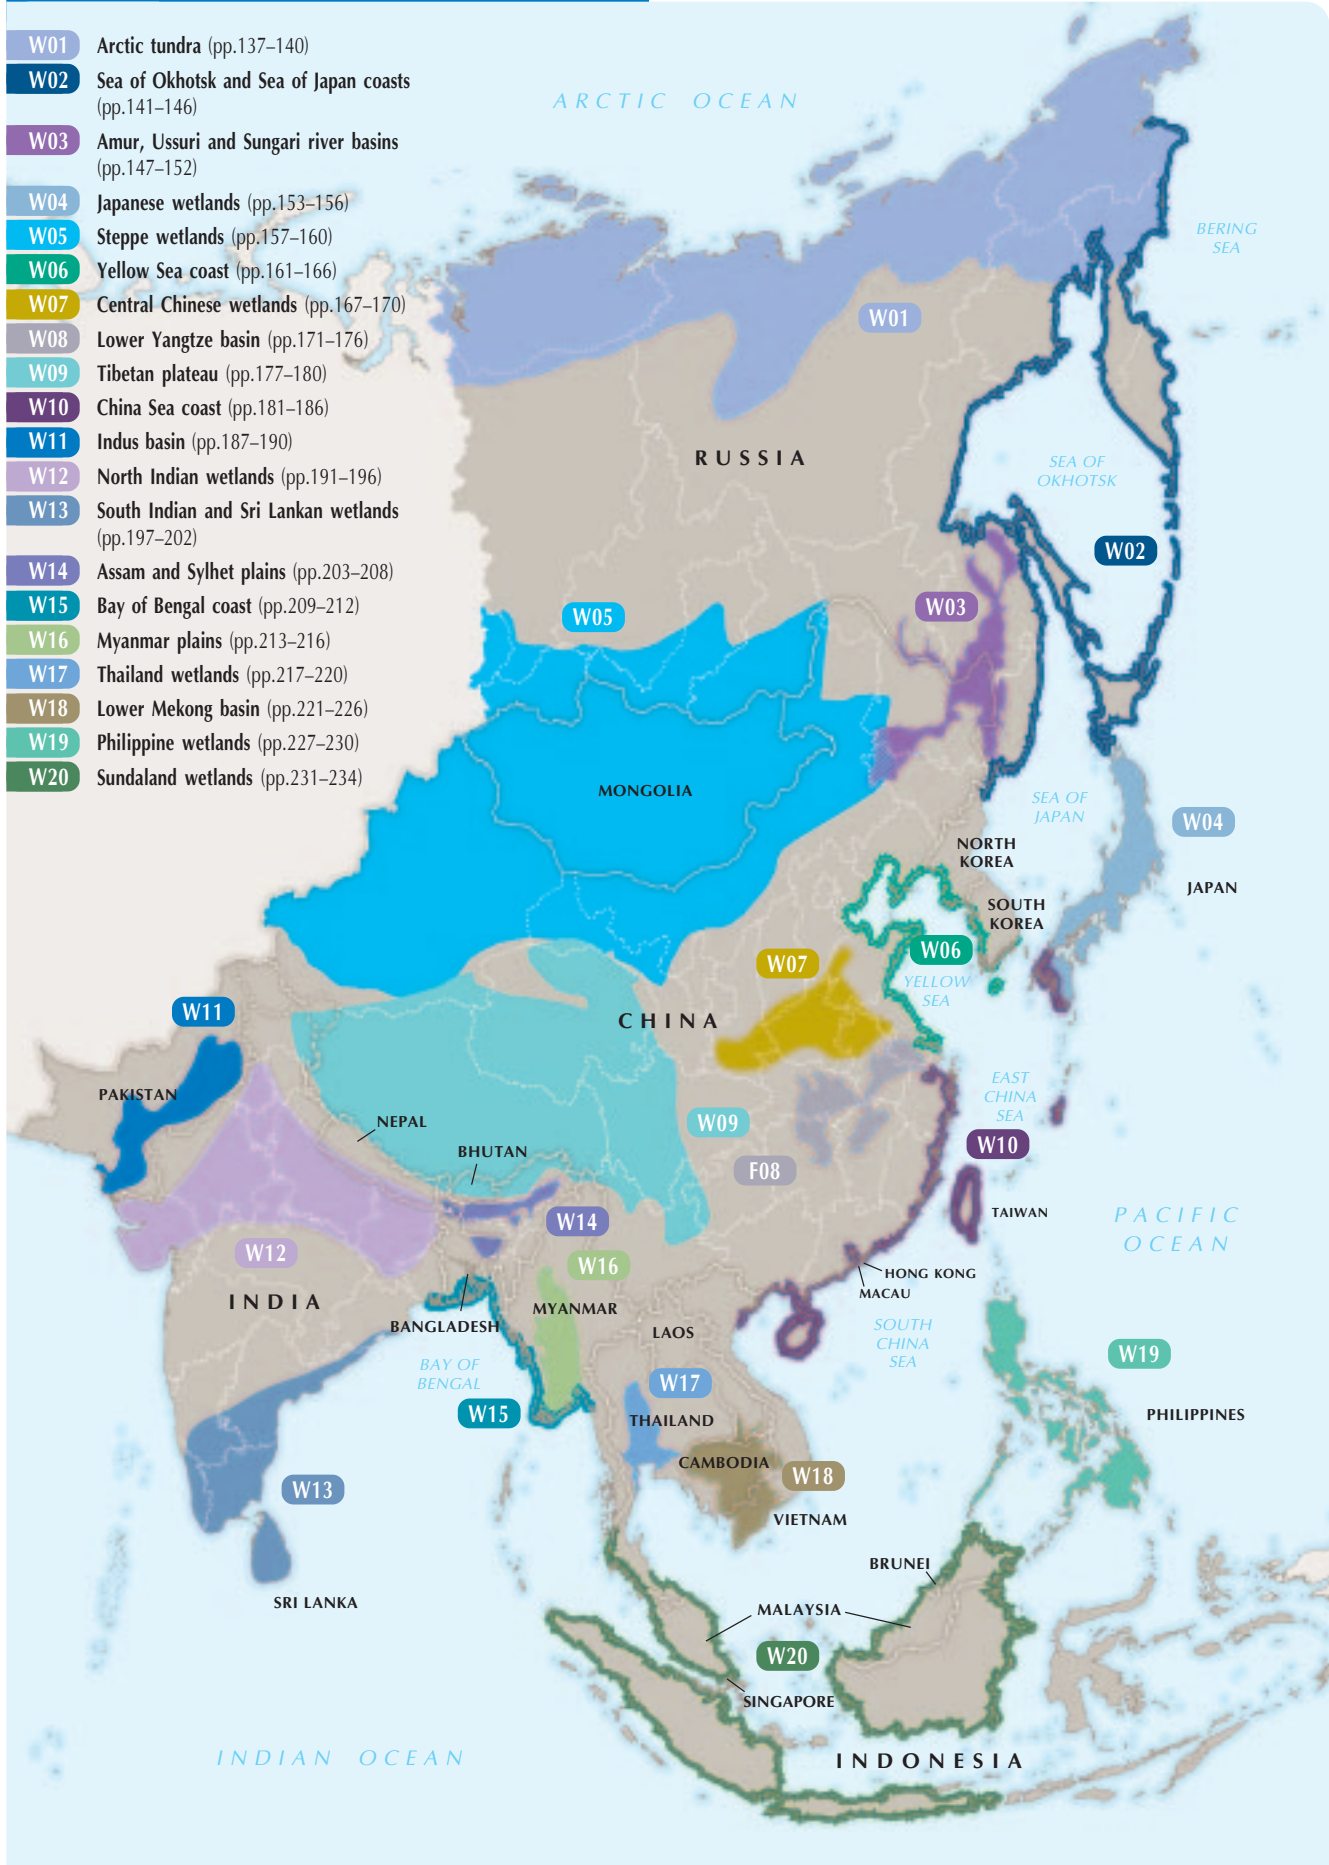 W01 Arctic tundra (pp.137–140)
W02 Sea of Okhotsk and Sea of Japan coasts
(pp.141–146)
W03 Amur, Ussuri and Sungari river basins
(pp.147–152)
W04 Japanese wetlands (pp.153–156)
W05 Steppe wetlands (pp.157–160)
W06 Yellow Sea coast (pp.161–166)
W07 Central Chinese wetlands (pp.167–170)
W08 Lower Yangtze basin (pp.171–176)
W09 Tibetan plateau (pp.177–180)
W10 China Sea coast (pp.181–186)
W11 Indus basin (pp.187–190)
W12 North Indian wetlands (pp.191–196)
W13 South Indian and Sri Lankan wetlands
(pp.197–202)
W14 Assam and Sylhet plains (pp.203–208)
W15 Bay of Bengal coast (pp.209–212)
W16 Myanmar plains (pp.213–216)
W17 Thailand wetlands (pp.217–220)
W18 Lower Mekong basin (pp.221–226)
W19 Philippine wetlands (pp.227–230)
W20 Sundaland wetlands (pp.231–234)
ARCTIC OCEAN
BERING
SEA
W01
RUSSIA
SEA OF
OKHOTSK
W02
W03
W05
MONGOLIA
SEA OF
JAPAN
W04
NORTH
KOREA
JAPAN
SOUTH
KOREA
W06
W07
YELLOW
SEA
W11
CHINA
PAKISTAN
EAST
CHINA
SEA
NEPAL
W09
W10
BHUTAN
F08
TAIWAN
PACIFIC
OCEAN
W14
W12
W16
HONG KONG
MACAU
INDIA
MYANMAR
BANGLADESH
LAOS
SOUTH
CHINA
SEA
W19
BAY OF
BENGAL
W17
W15
THAILAND
PHILIPPINES
CAMBODIA
W18
W13
VIETNAM
BRUNEI
SRI LANKA
MALAYSIA
W20
SINGAPORE
INDIAN OCEAN
INDONESIA